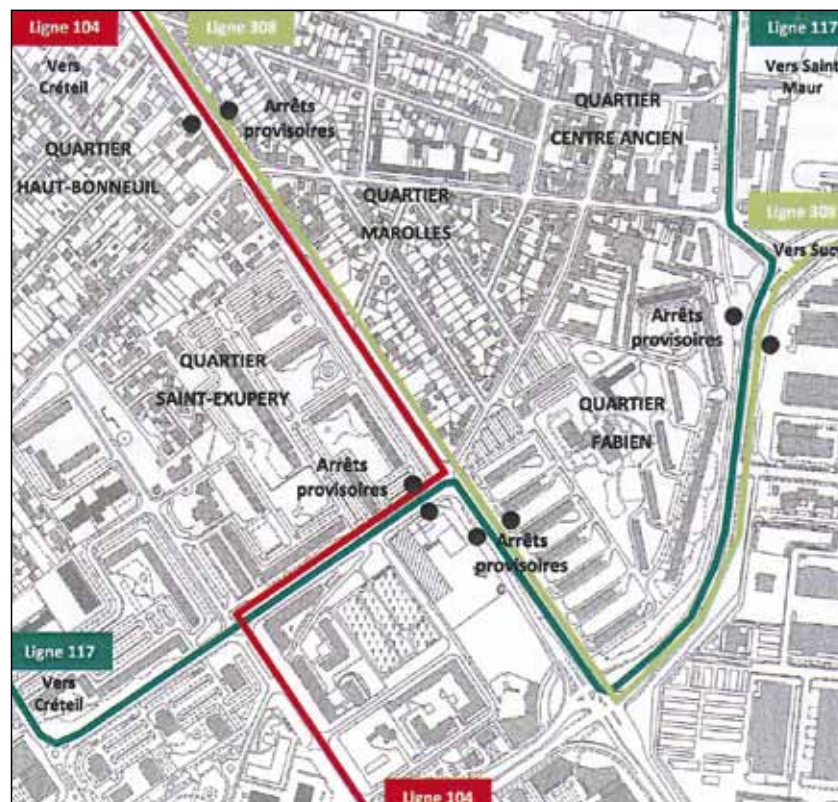 Ligne 104
Vers
Créteil
Ligne 308
Arrêts
provisoires
QUARTIER
CENTRE ANCIEN
Ligne 117
Vers Saint
Maur
QUARTIER
HAUT-BONNEUIL
QUARTIER
MAROLLES
Ligne 308
Vers Sucy
Arrêts
provisoires
QUARTIER
SAINT-EXUPERY
QUARTIER
FABIEN
Arrêts
provisoires
Arrêts
provisoires
Ligne 117
Vers
Créteil
Ligne 104